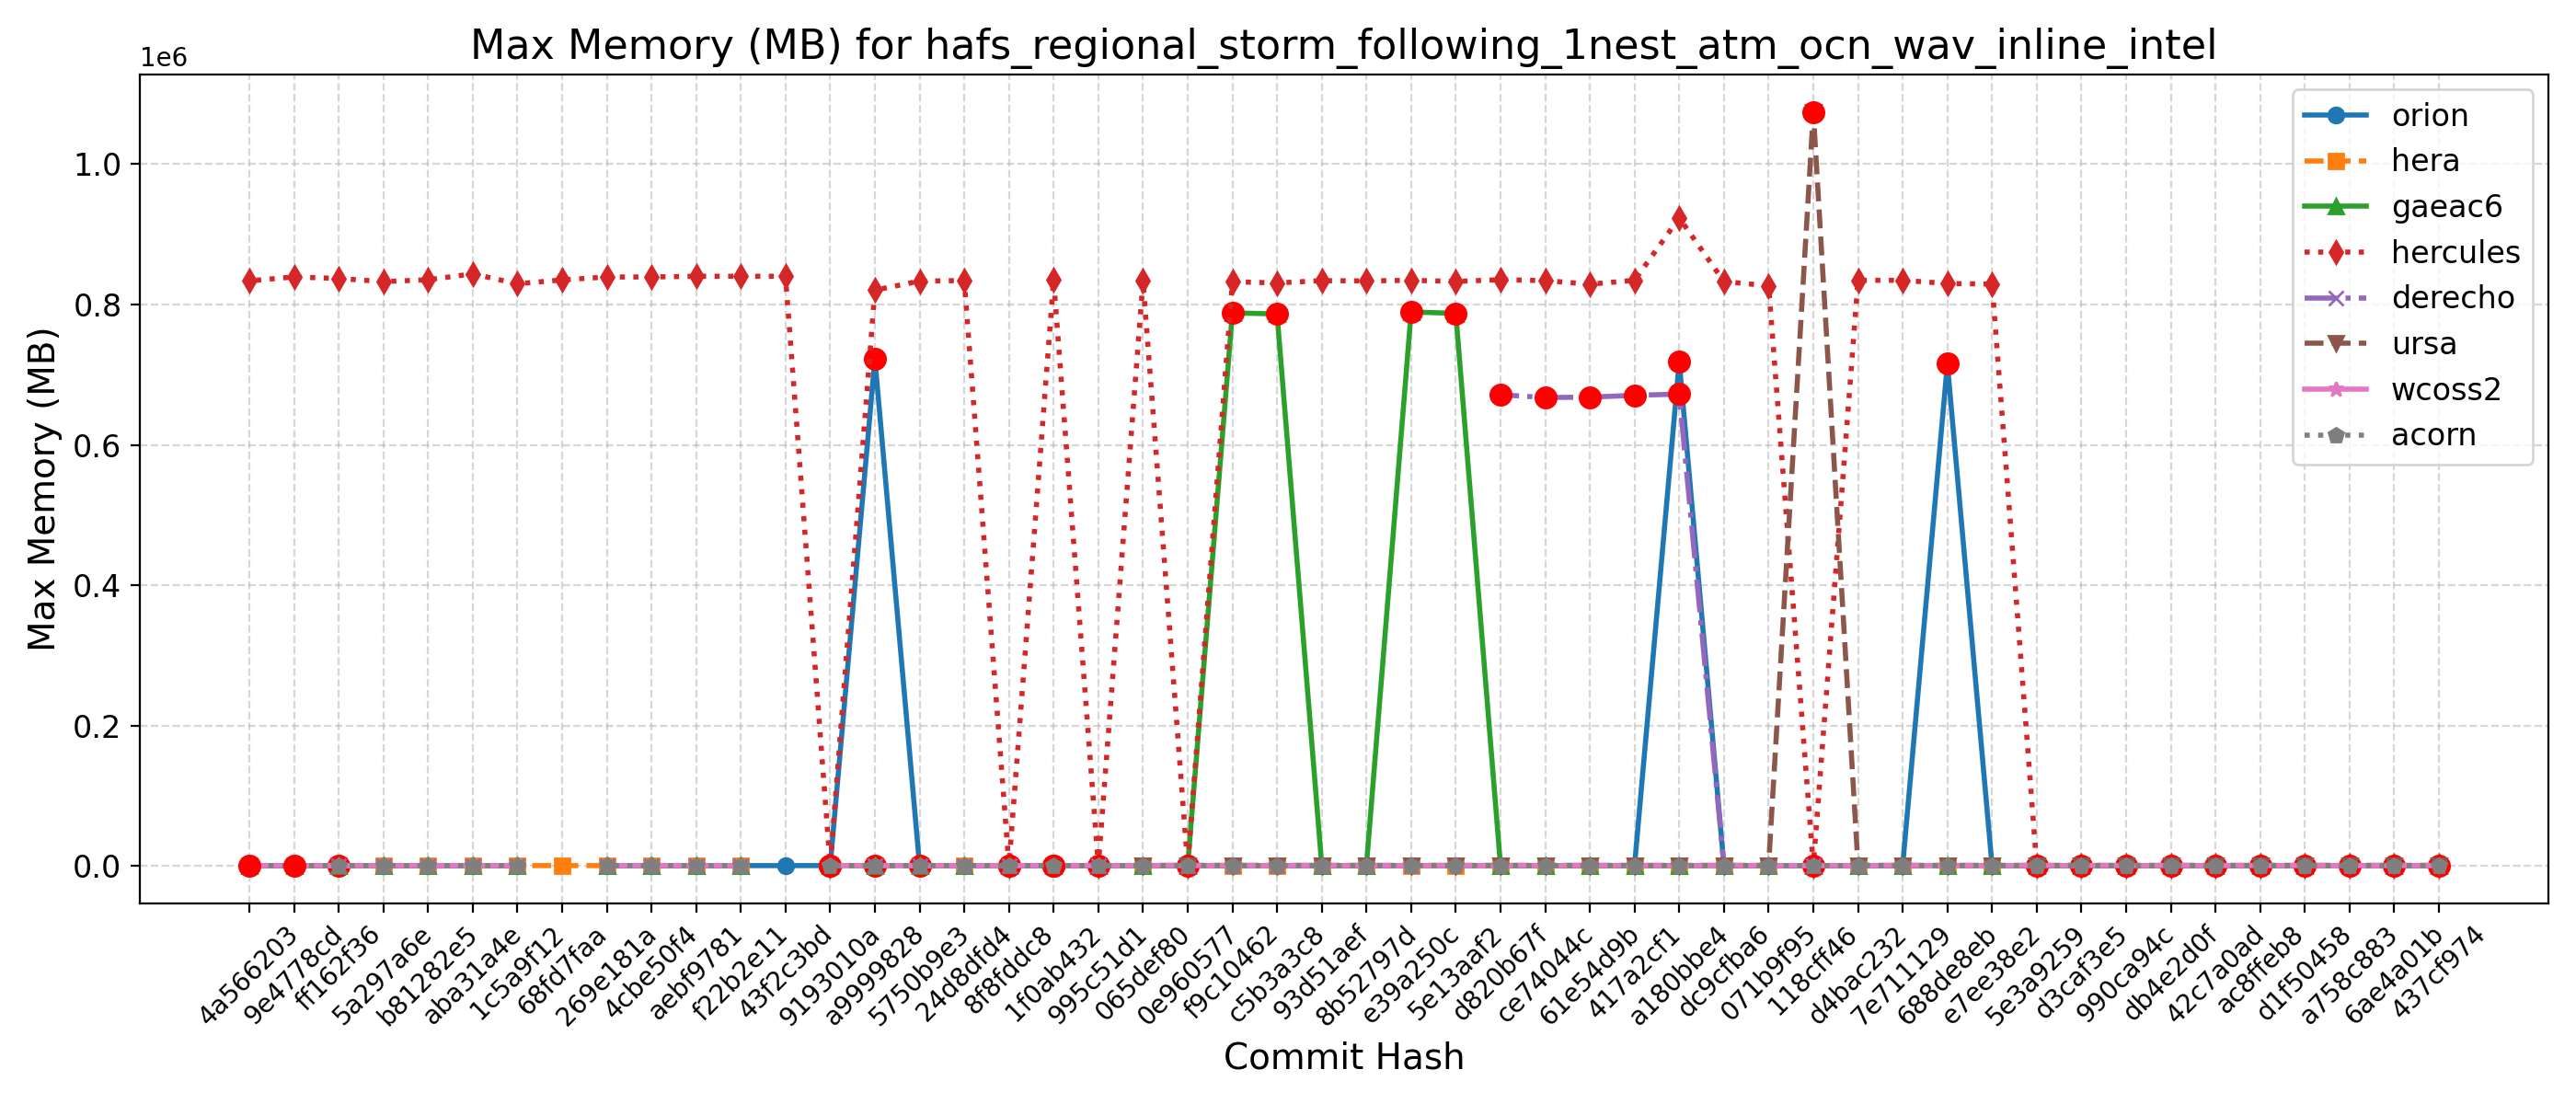 Max Memory (MB) for hafs_regional_storm_following_1nest_atm_ocn_wav_inline_intel
1e6
1.0
0.8
0.6
0.4
0.2
0.0
Max Memory (MB)
orion
hera
gaeac6
hercules
derecho
ursa
wcoss2
acorn
4a566203
9e4778cd
ff162f36
5a297a6e
b81282e5
aba31a4e
1c5a9f12
68fd7faa
269e181a
4cbe50f4
aebf9781
f22b2e11
43f2c3bd
9193010a
a9999828
5750b9e3
24d8dfd4
8f8fddc8
1f0ab432
995c51d1
065def80
0e960577
f9c10462
c5b3a3c8
93d51aef
8b52797d
e39a250c
5e13aaf2
d820b67f
ce74044c
61e54d9b
417a2cf1
a180bbe4
dc9cfba6
071b9f95
118cff46
d4bac232
7e711129
688de8eb
e7ee38e2
5e3a9259
d3caf3e5
990ca94c
db4e2d0f
42c7a0ad
ac8ffeb8
d1f50458
a758c883
6ae4a01b
437cf974
Commit Hash